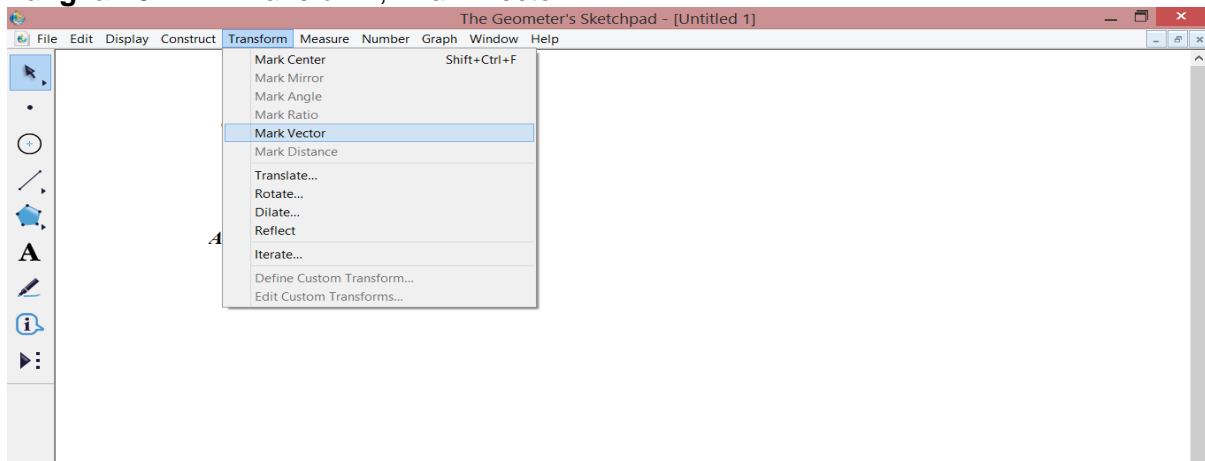 The Geometer's Sketchpad - [Untitled 1]
File Edit Display Construct Transform Measure Number Graph Window Help
Mark Center Shift+Ctrl+F
Mark Mirror
Mark Angle
Mark Ratio
Mark Vector
Mark Distance
Translate...
Rotate...
Dilate...
Reflect
A
Iterate...
A
Define Custom Transform...
Edit Custom Transforms...